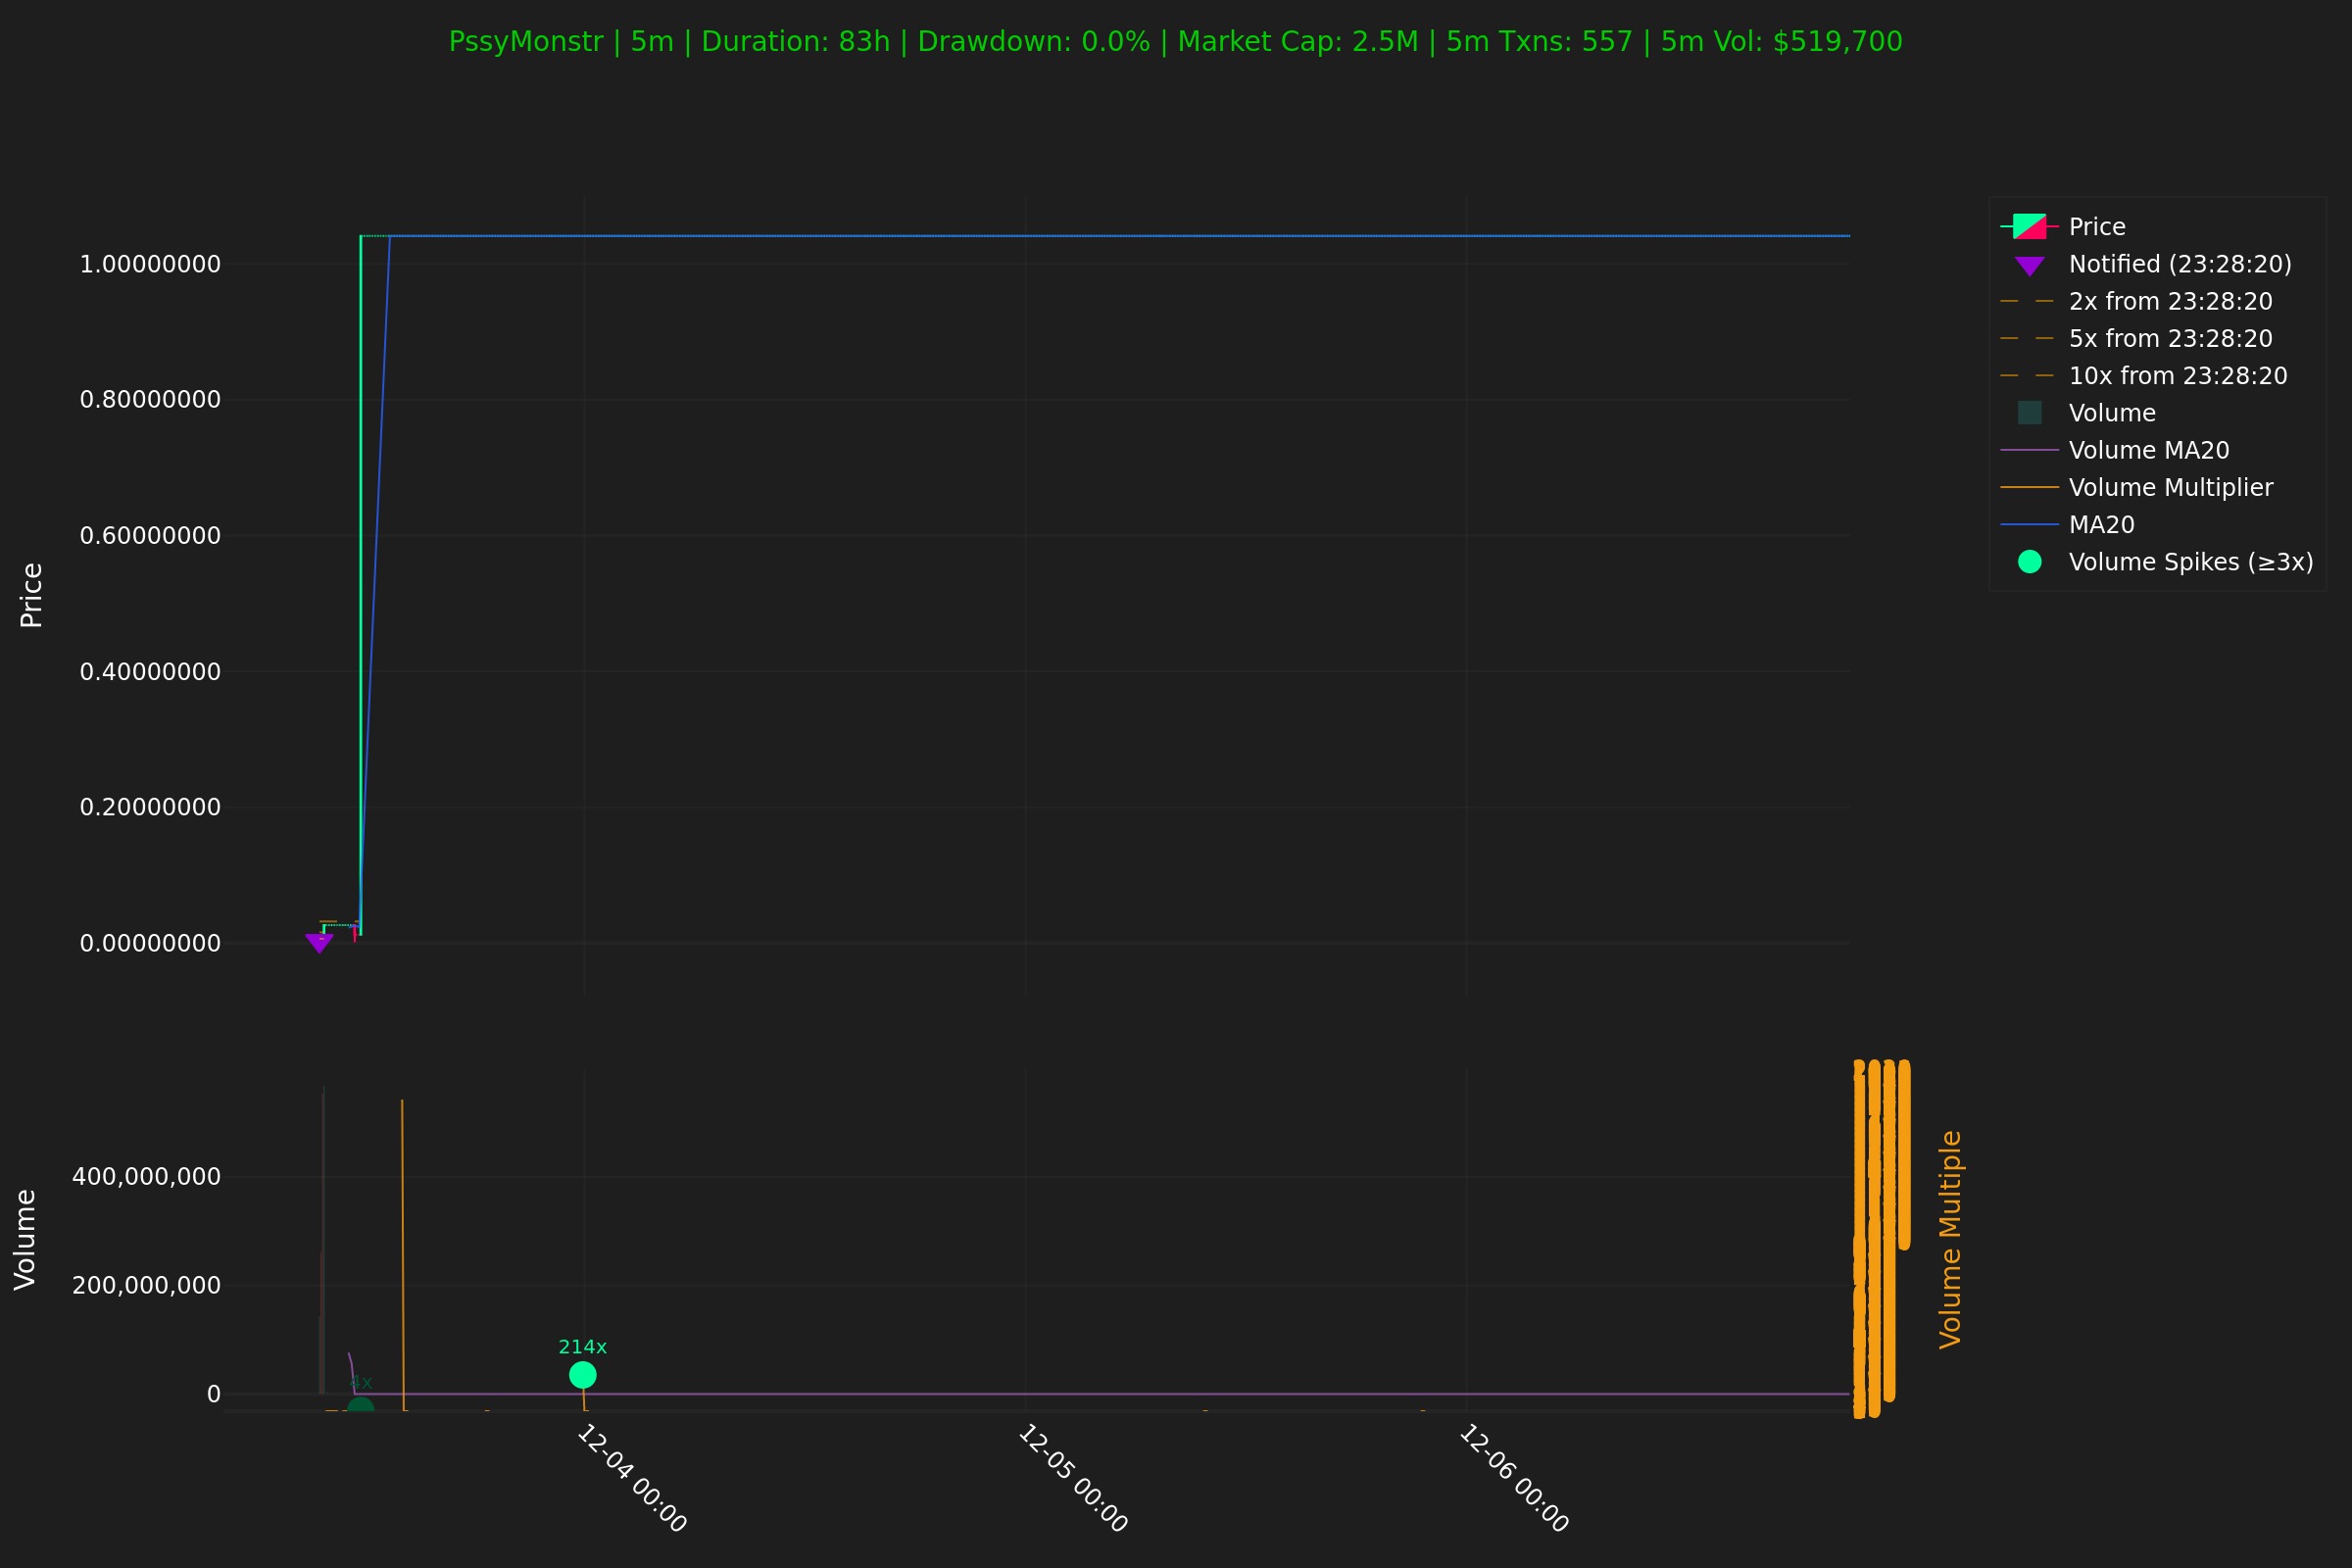 PssyMonstr | 5m | Duration: 83h | Drawdown: 0.0% | Market Cap: 2.5M | 5m Txns: 557 | 5m Vol: $519,700
Price
1.00000000
0.80000000
0.60000000
0.40000000
0.20000000
0.00000000
Price
Notified (23:28:20)
2x from 23:28:20
5x from 23:28:20
10x from 23:28:20
Volume
Volume MA20
Volume Multiplier
MA20
Volume Spikes (≥3x)
Volume
400,000,000
200,000,000
0
4x
214x
Volume Multiple
12-04 00:00
12-05 00:00
12-06 00:00